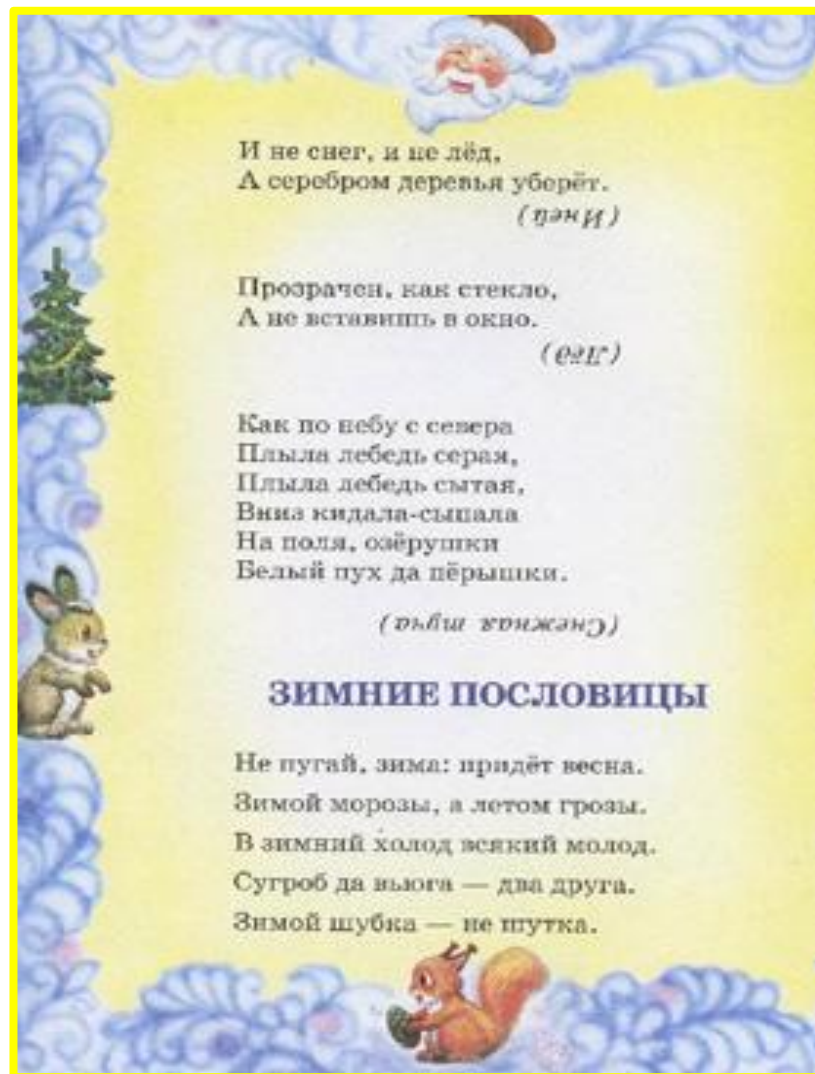 И не снег, и не лёд,
А серебром деревья уберёт.
(Иней)
Прозрачен, как стекло,
А не вставишь в окно.
(Лёд)
Как по небу с севера
Плыла лебедь серая,
Плыла лебедь сытая,
Вниз кидала-сыпала
На поля, озёрушки
Белый пух да пёрышки.
(Снежная туча)
ЗИМНИЕ ПОСЛОВИЦЫ
Не пугай, зима: придёт весна.
Зимой морозы, а летом грозы.
В зимний холод всякий молод.
Сугроб да вьюга — два друга.
Зимой шубка — не шутка.